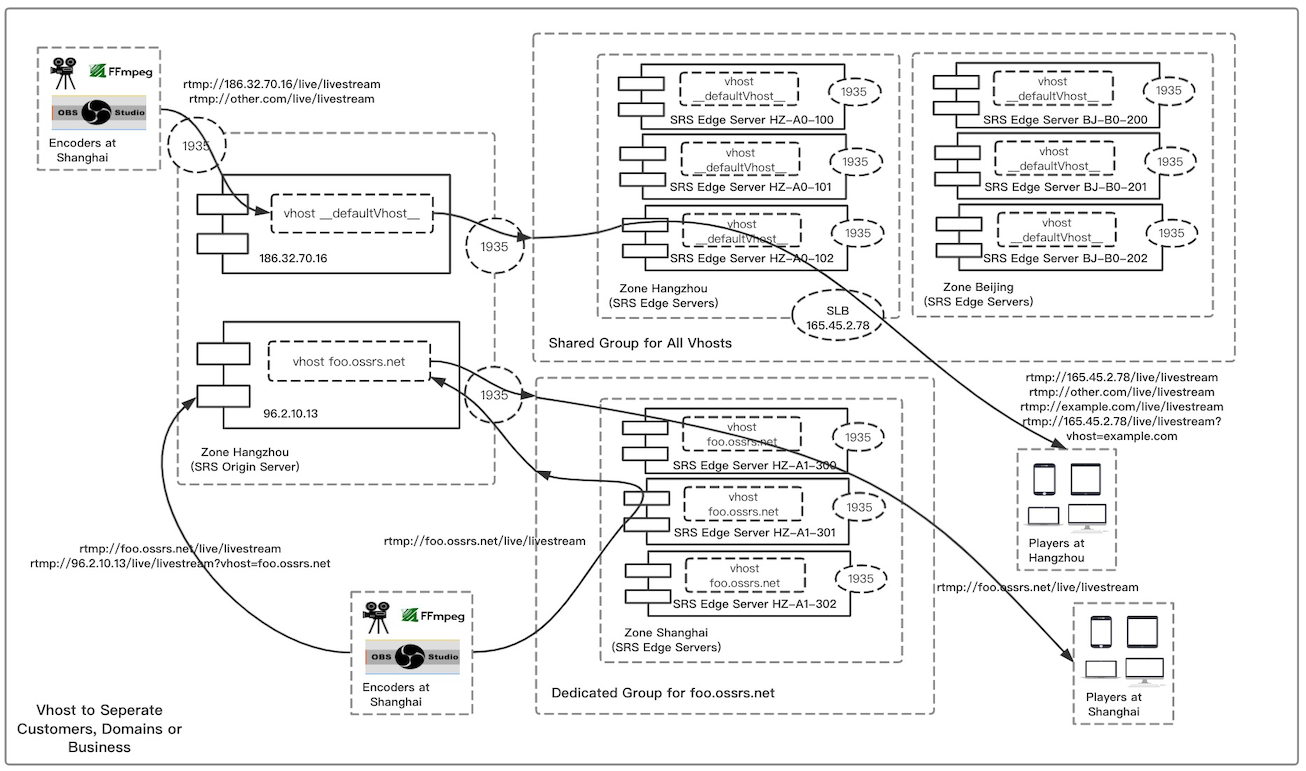 FFmpeg
OBS Studio
Encoders at
Shanghai
rtmp://186.32.70.16/live/livestream
rtmp://other.com/live/livestream
1935
vhost __defaultVhost__
186.32.70.16
1935
vhost foo.ossrs.net
96.2.10.13
1935
Zone Hangzhou
(SRS Origin Server)
vhost
__defaultVhost__
1935
SRS Edge Server HZ-A0-100
vhost
__defaultVhost__
1935
SRS Edge Server HZ-A0-101
vhost
__defaultVhost__
1935
SRS Edge Server HZ-A0-102
Zone Hangzhou
(SRS Edge Servers)
SLB
165.45.2.78
vhost
__defaultVhost__
1935
SRS Edge Server BJ-B0-200
vhost
__defaultVhost__
1935
SRS Edge Server BJ-B0-201
vhost
__defaultVhost__
1935
SRS Edge Server BJ-B0-202
Zone Beijing
(SRS Edge Servers)
Shared Group for All Vhosts
rtmp://165.45.2.78/live/livestream
rtmp://other.com/live/livestream
rtmp://example.com/live/livestream
rtmp://165.45.2.78/live/livestream?
vhost=example.com
Players at
Hangzhou
vhost
foo.ossrs.net
1935
SRS Edge Server HZ-A1-300
vhost
foo.ossrs.net
1935
SRS Edge Server HZ-A1-301
vhost
foo.ossrs.net
1935
SRS Edge Server HZ-A1-302
Zone Shanghai
(SRS Edge Servers)
Dedicated Group for foo.ossrs.net
rtmp://foo.ossrs.net/live/livestream
Players at
Shanghai
rtmp://foo.ossrs.net/live/livestream
rtmp://96.2.10.13/live/livestream?vhost=foo.ossrs.net
rtmp://foo.ossrs.net/live/livestream
FFmpeg
OBS Studio
Encoders at
Shanghai
Vhost to Seperate
Customers, Domains or
Business